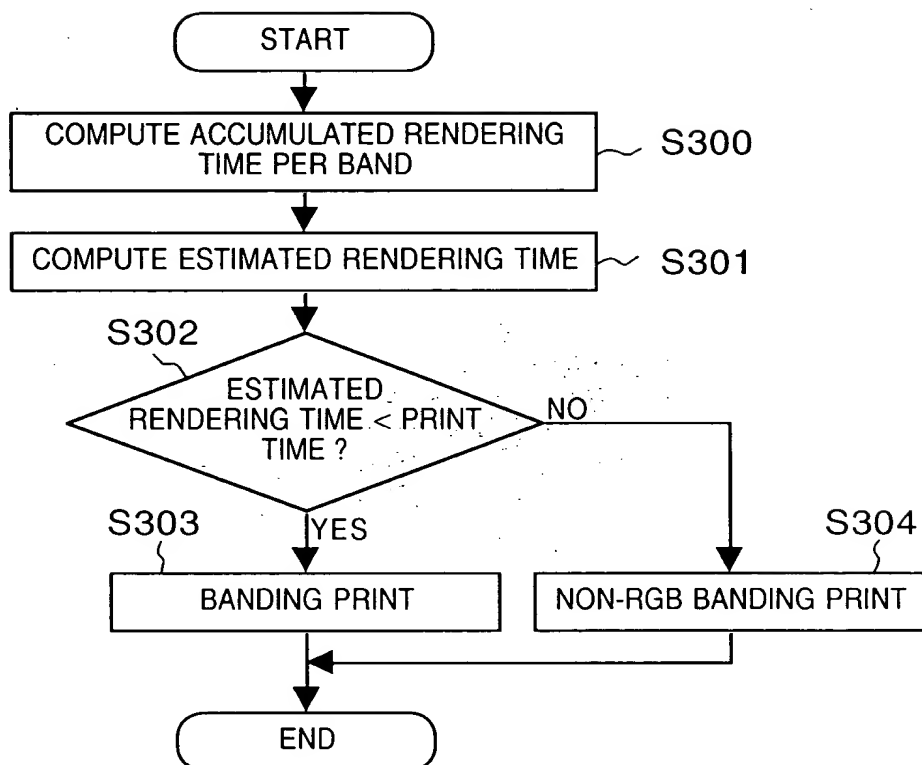 START
COMPUTE ACCUMULATED RENDERING
TIME PER BAND
S300
COMPUTE ESTIMATED RENDERING TIME
S301
S302
ESTIMATED
RENDERING TIME < PRINT
TIME ?
NO
YES
S303
BANDING PRINT
S304
NON-RGB BANDING PRINT
END